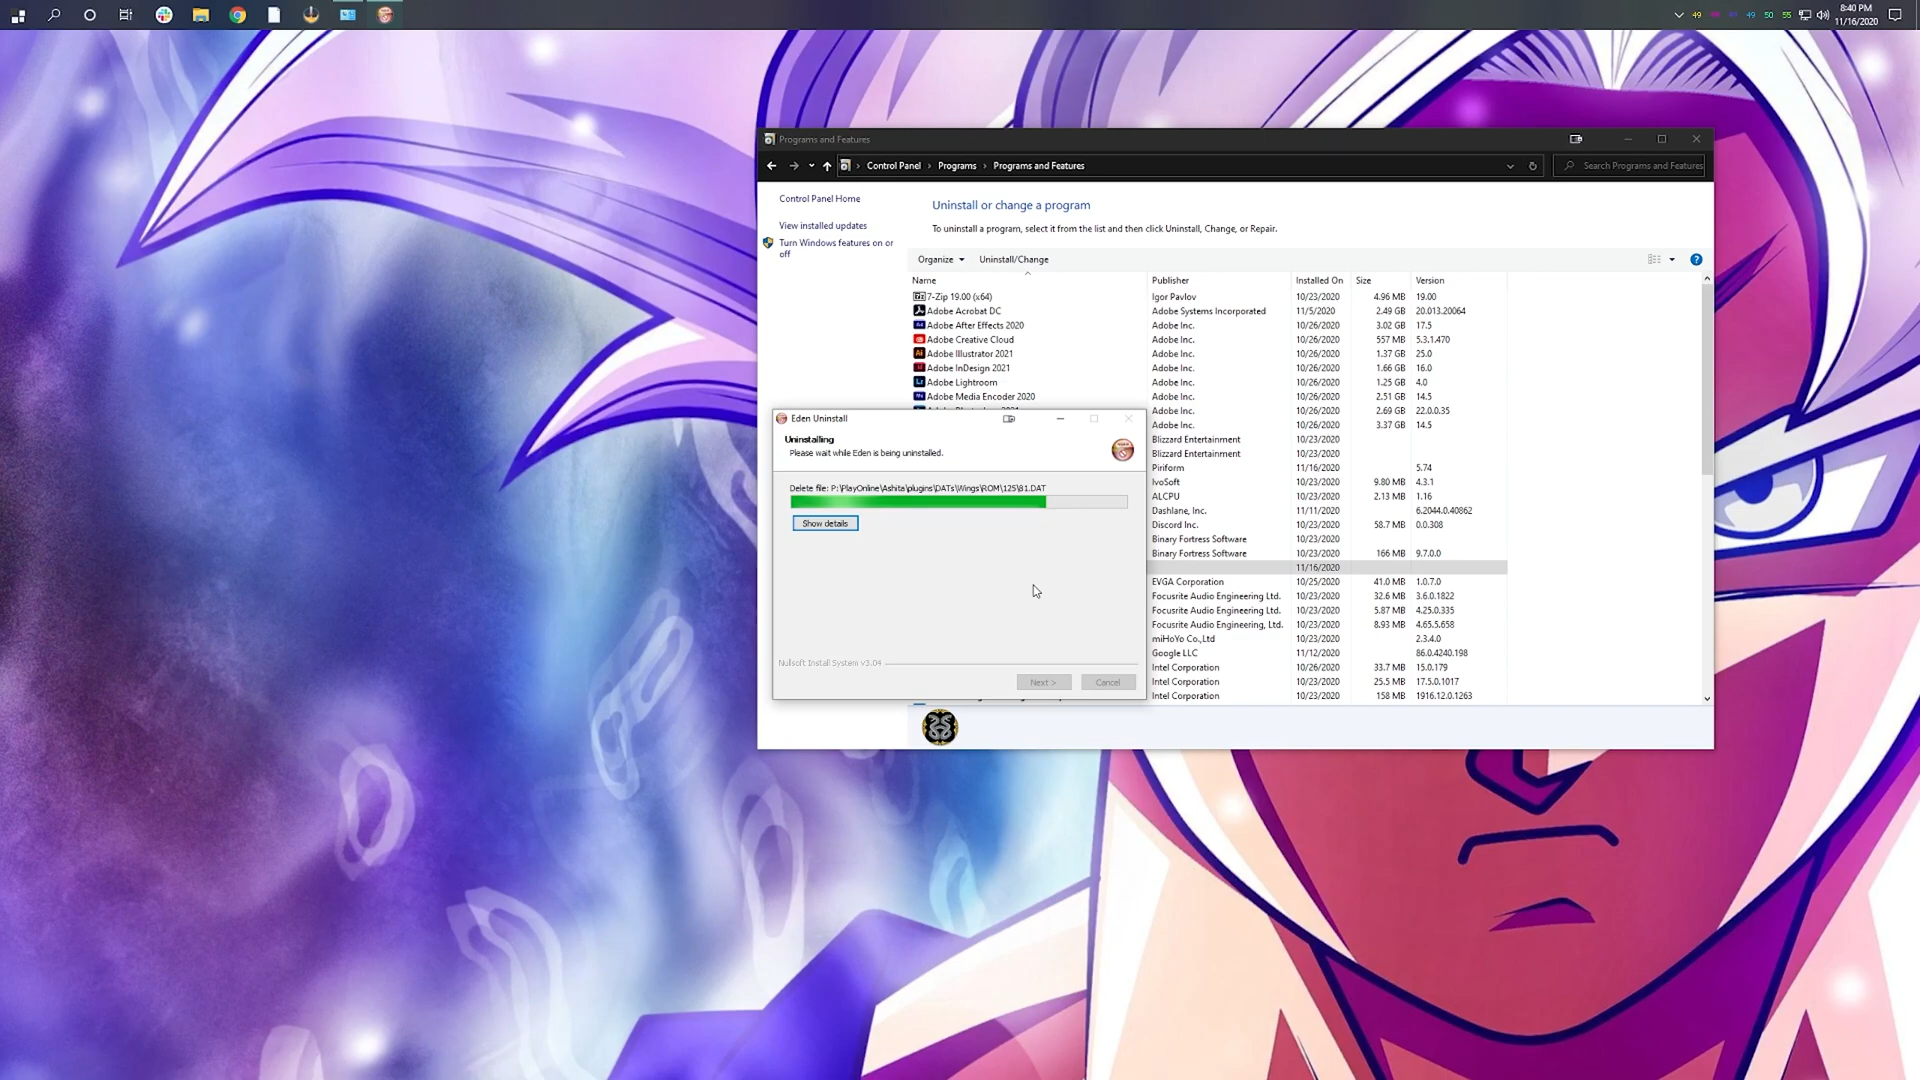 49
49
50
55
8:40 PM
11/16/2020
Programs and Features
Control Panel
Programs
Programs and Features
Search Programs and Features
Control Panel Home
View installed updates
Turn Windows features on or
off
Uninstall or change a program
To uninstall a program, select it from the list and then click Uninstall, Change, or Repair.
Organize
Uninstall/Change
Name Publisher Installed On Size Version
7-Zip 19.00 (x64) Igor Pavlov 10/23/2020 4.96 MB 19.00
Adobe Acrobat DC Adobe Systems Incorporated 11/5/2020 2.49 GB 20.013.20064
Adobe After Effects 2020 Adobe Inc. 10/26/2020 3.02 GB 17.5
Adobe Creative Cloud Adobe Inc. 10/26/2020 557 MB 5.3.1.470
Adobe Illustrator 2021 Adobe Inc. 10/26/2020 1.37 GB 25.0
Adobe InDesign 2021 Adobe Inc. 10/26/2020 1.66 GB 16.0
Adobe Lightroom Adobe Inc. 10/26/2020 1.25 GB 4.0
Adobe Media Encoder 2020 Adobe Inc. 10/26/2020 2.51 GB 14.5
Adobe Inc. 10/26/2020 2.69 GB 22.0.0.35
Adobe Inc. 10/26/2020 3.37 GB 14.5
Blizzard Entertainment 10/23/2020
Blizzard Entertainment 10/23/2020
Piriform 11/16/2020 5.74
IvoSoft 10/23/2020 9.80 MB 4.3.1
ALCPU 10/23/2020 2.13 MB 1.16
Dashlane, Inc. 11/11/2020 6.2044.0.40862
Discord Inc. 10/23/2020 58.7 MB 0.0.308
Binary Fortress Software 10/23/2020
Binary Fortress Software 10/23/2020 166 MB 9.7.0.0
11/16/2020
EVGA Corporation 10/25/2020 41.0 MB 1.0.7.0
Focusrite Audio Engineering Ltd. 10/23/2020 32.6 MB 3.6.0.1822
Focusrite Audio Engineering Ltd. 10/23/2020 5.87 MB 4.25.0.335
Focusrite Audio Engineering, Ltd. 10/23/2020 8.93 MB 4.65.5.658
miHoYo Co.,Ltd 10/23/2020 2.3.4.0
Google LLC 11/12/2020 86.0.4240.198
Intel Corporation 10/26/2020 33.7 MB 15.0.179
Intel Corporation 10/23/2020 25.5 MB 17.5.0.1017
Intel Corporation 10/23/2020 158 MB 1916.12.0.1263
Eden Uninstall
Uninstalling
Please wait while Eden is being uninstalled.
Delete file: P:\PlayOnline\Ashita\plugins\DATs\Wings\ROM\125\81.DAT
Show details
Nullsoft Install System v3.04
Next >
Cancel